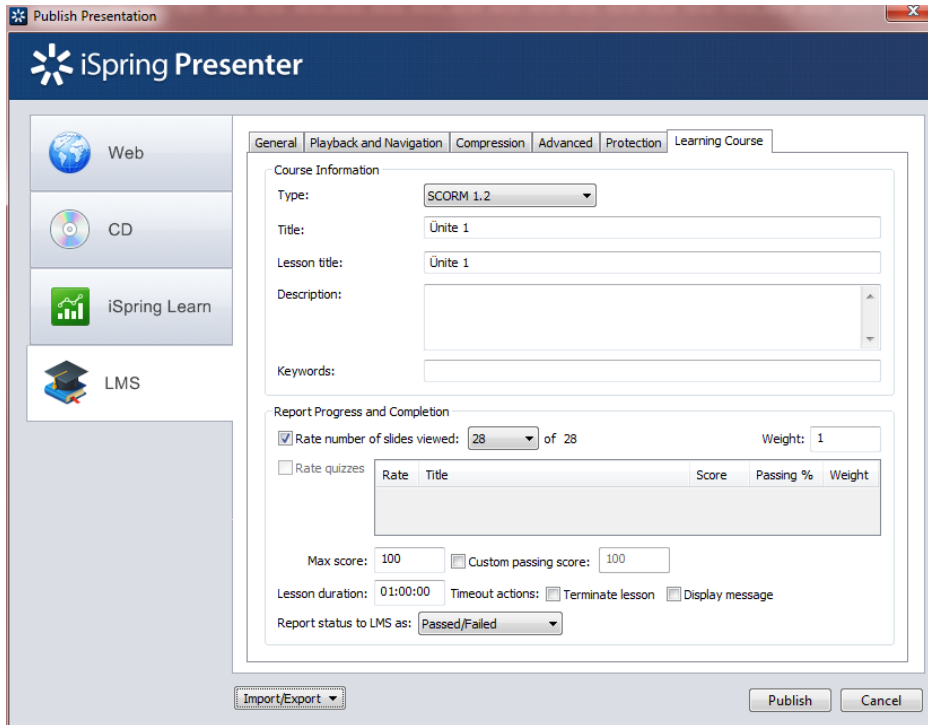 Publish Presentation
iSpring Presenter
Web
CD
iSpring Learn
LMS
General Playback and Navigation Compression Advanced Protection Learning Course
Course Information
Type: SCORM 1.2
Title: Ünite 1
Lesson title: Ünite 1
Description:
Keywords:
Report Progress and Completion
Rate number of slides viewed: 28 of 28 Weight: 1
Rate quizzes
Rate Title Score Passing % Weight
Max score: 100 Custom passing score: 100
Lesson duration: 01:00:00 Timeout actions: Terminate lesson Display message
Report status to LMS as: Passed/Failed
Import/Export Publish Cancel